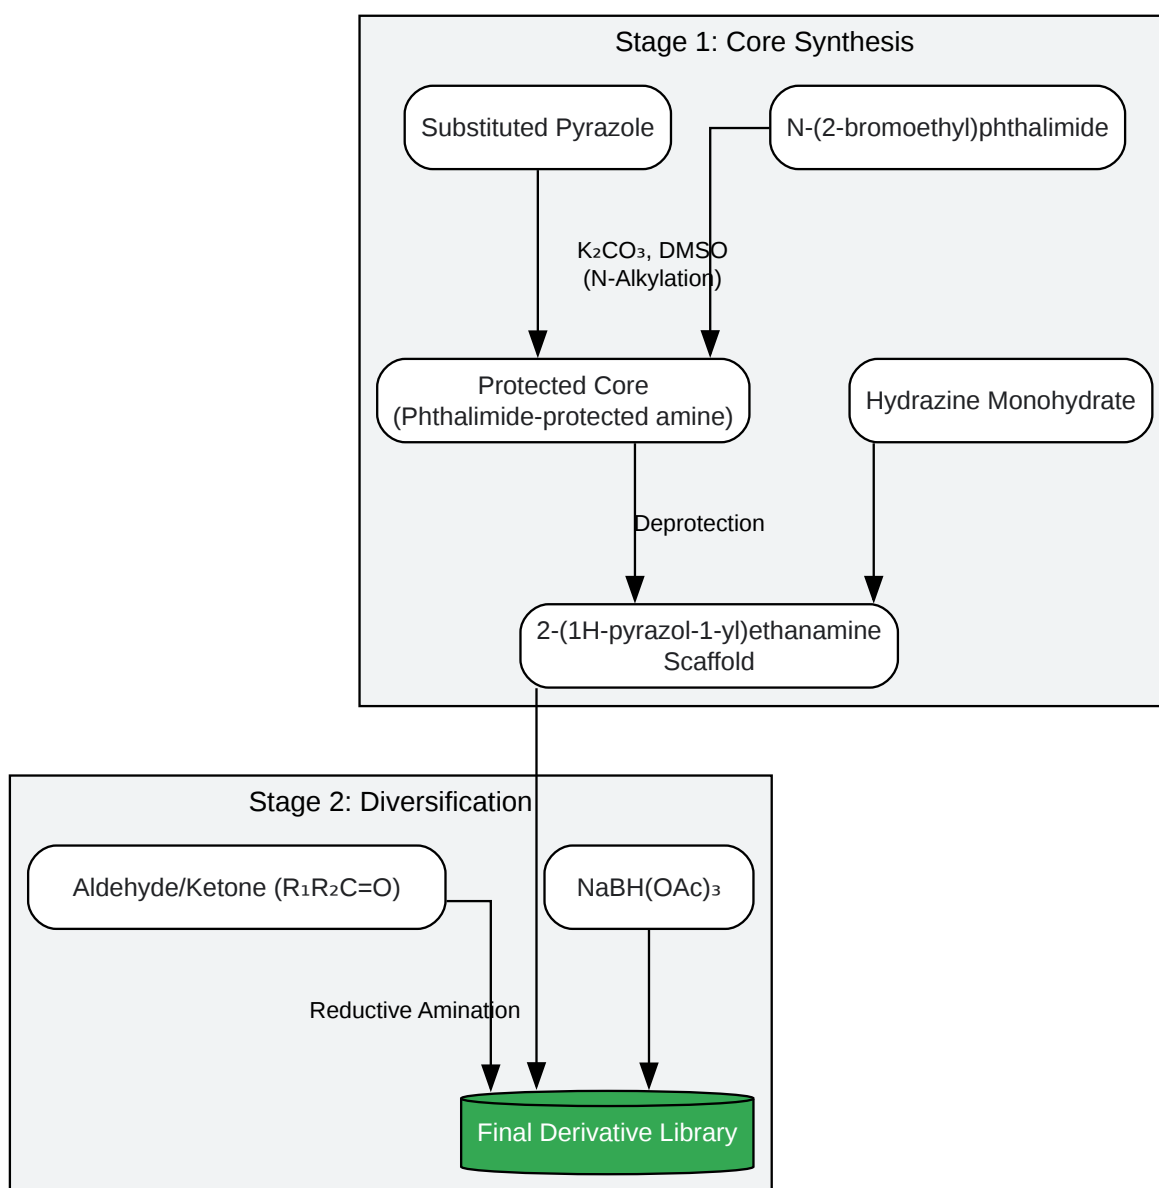 Stage 1: Core Synthesis
Substituted Pyrazole
N-(2-bromoethyl)phthalimide
K₂CO₃, DMSO
(N-Alkylation)
Protected Core
(Phthalimide-protected amine)
Hydrazine Monohydrate
Deprotection
2-(1H-pyrazol-1-yl)ethanamine
Scaffold
Stage 2: Diversification
Aldehyde/Ketone (R₁R₂C=O)
NaBH(OAc)₃
Reductive Amination
Final Derivative Library